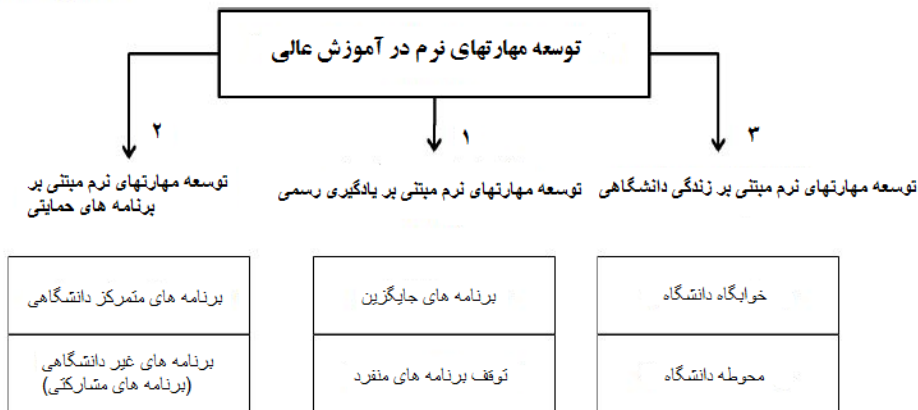 توسعه مهارتهای نرم در آموزش عالی
۳
۱
۲
توسعه مهارتهای نرم مبتنی بر زندگی دانشگاهی
توسعه مهارتهای نرم مبتنی بر یادگیری رسمی
توسعه مهارتهای نرم مبتنی بر
برنامه های حمایتی
خوابگاه دانشگاه
محوطه دانشگاه
برنامه های جایگزین
توقف برنامه های منفرد
برنامه های متمرکز دانشگاهی
برنامه های غیر دانشگاهی
(برنامه های مشارکتی)